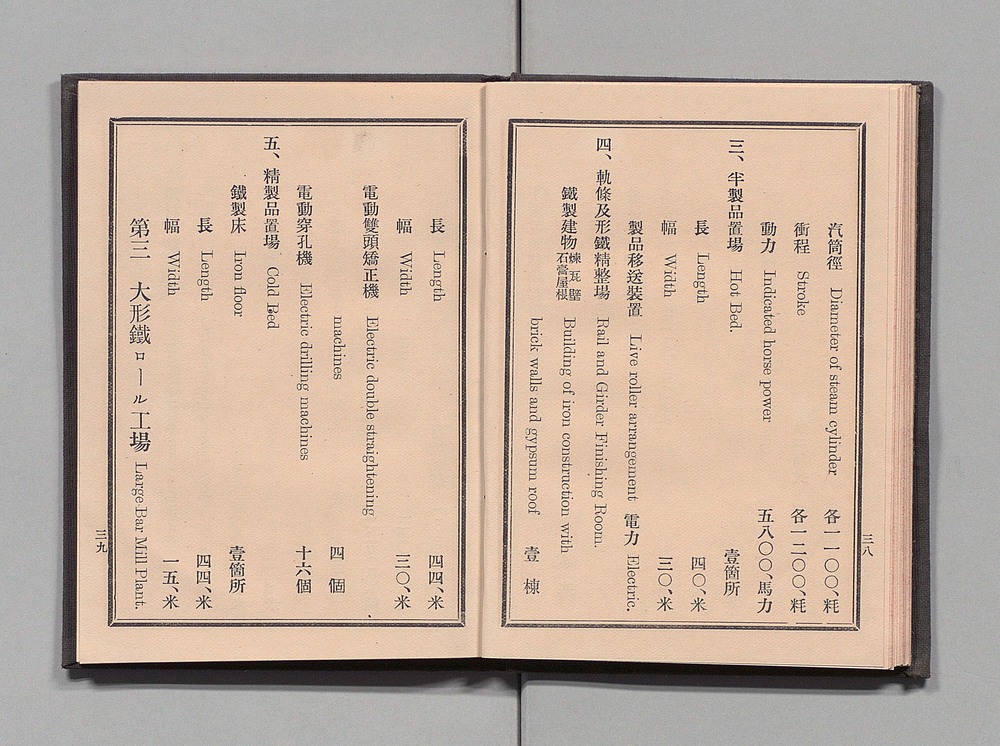 汽筩徑 Diameter of steam cylinder 各一一〇〇、粍
衝程 Stroke 各一二〇〇、粍
動力 Indicated horse power 五八〇〇、馬力
三、半製品置場 Hot Bed. 壹箇所
長 Length 四〇、米
幅 Width 三〇、米
製品移送裝置 Live roller arrangement 電力 Electric.
四、軌條及形鐵精整場 Rail and Girder Finishing Room.
鐵製建物 煉瓦壁 石膏屋根 Building of iron construction with
brick walls and gypsum roof 壹棟
三八
長 Length 四四、米
幅 Width 三〇、米
電動雙頭矯正機 Electric double straightening
machines 四個
電動穿孔機 Electric drilling machines 十六個
五、精製品置場 Cold Bed
鐵製床 Iron floor 壹箇所
長 Length 四四、米
幅 Width 一五、米
第三 大形鐵ロール工場 Large-Bar Mill Plant.
三九